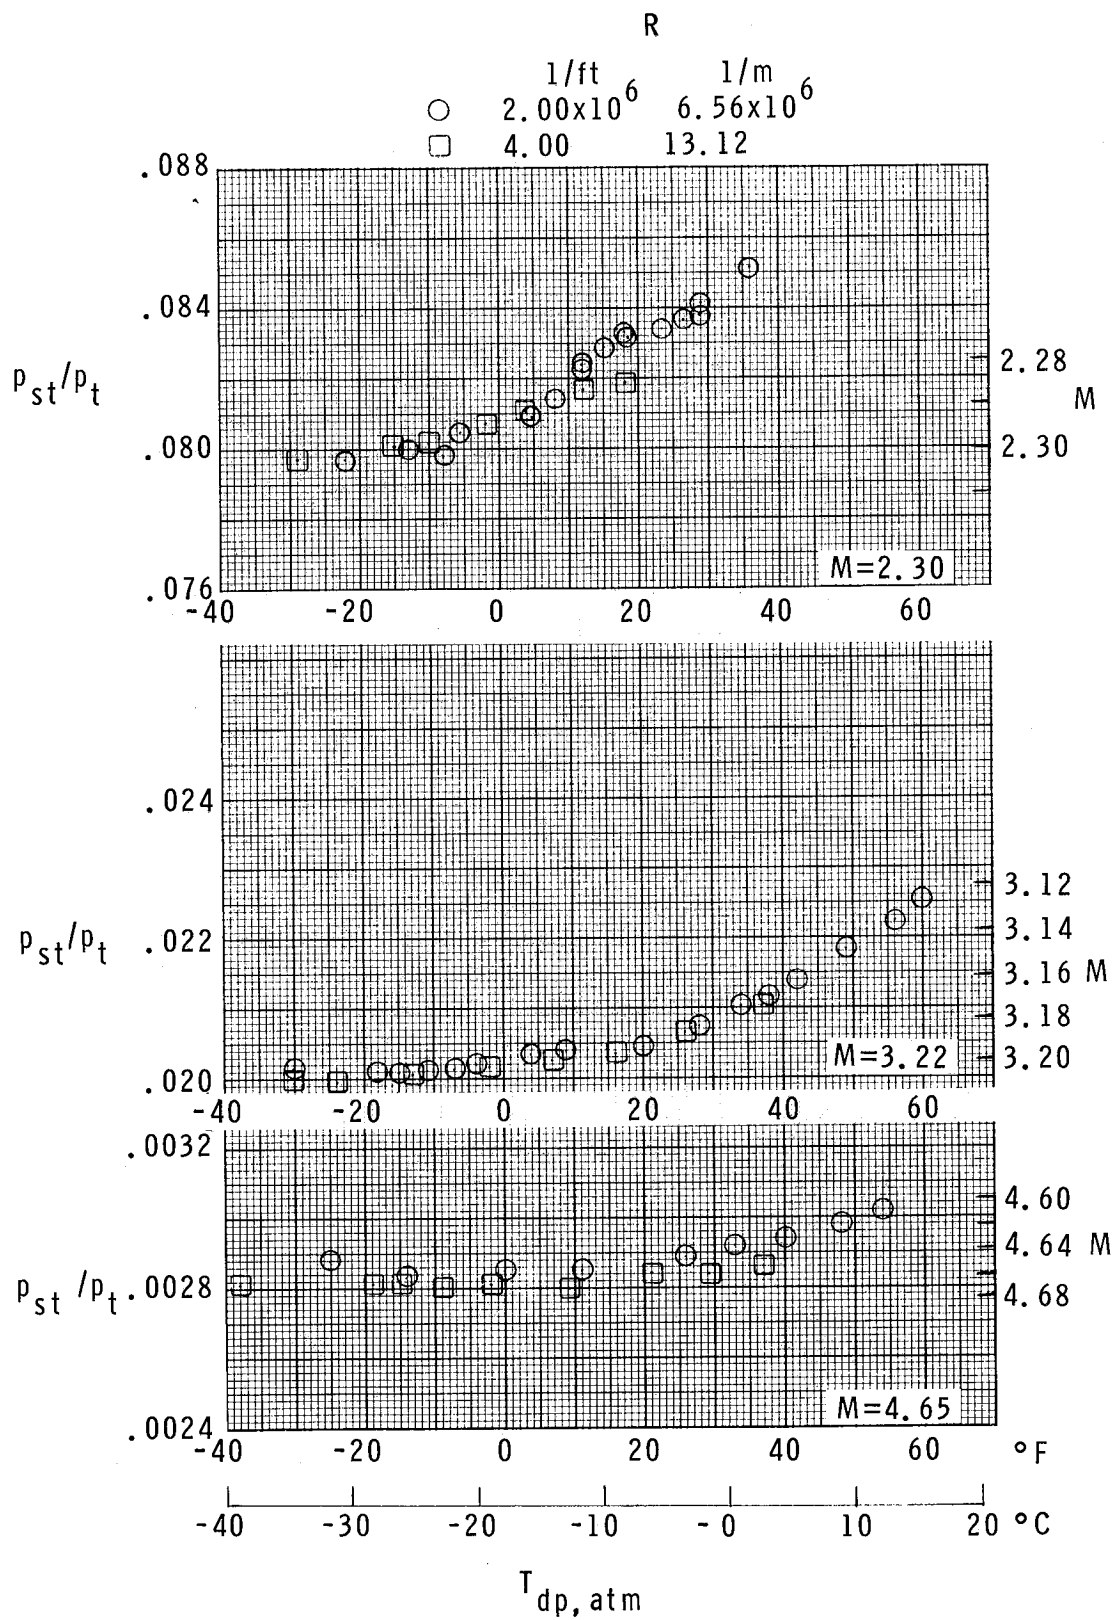 R
1/ft 1/m
○ 2.00x10⁶ 6.56x10⁶
□ 4.00 13.12
.088
.084
.080
.076
p_st/p_t
2.28
2.30
M
M=2.30
-40 -20 0 20 40 60
.024
.022
.020
p_st/p_t
3.12
3.14
3.16 M
3.18
3.20
M=3.22
-40 -20 0 20 40 60
.0032
.0028
.0024
p_st/p_t
4.60
4.64 M
4.68
M=4.65
-40 -20 0 20 40 60 °F
-40 -30 -20 -10 -0 10 20 °C
T_dp, atm